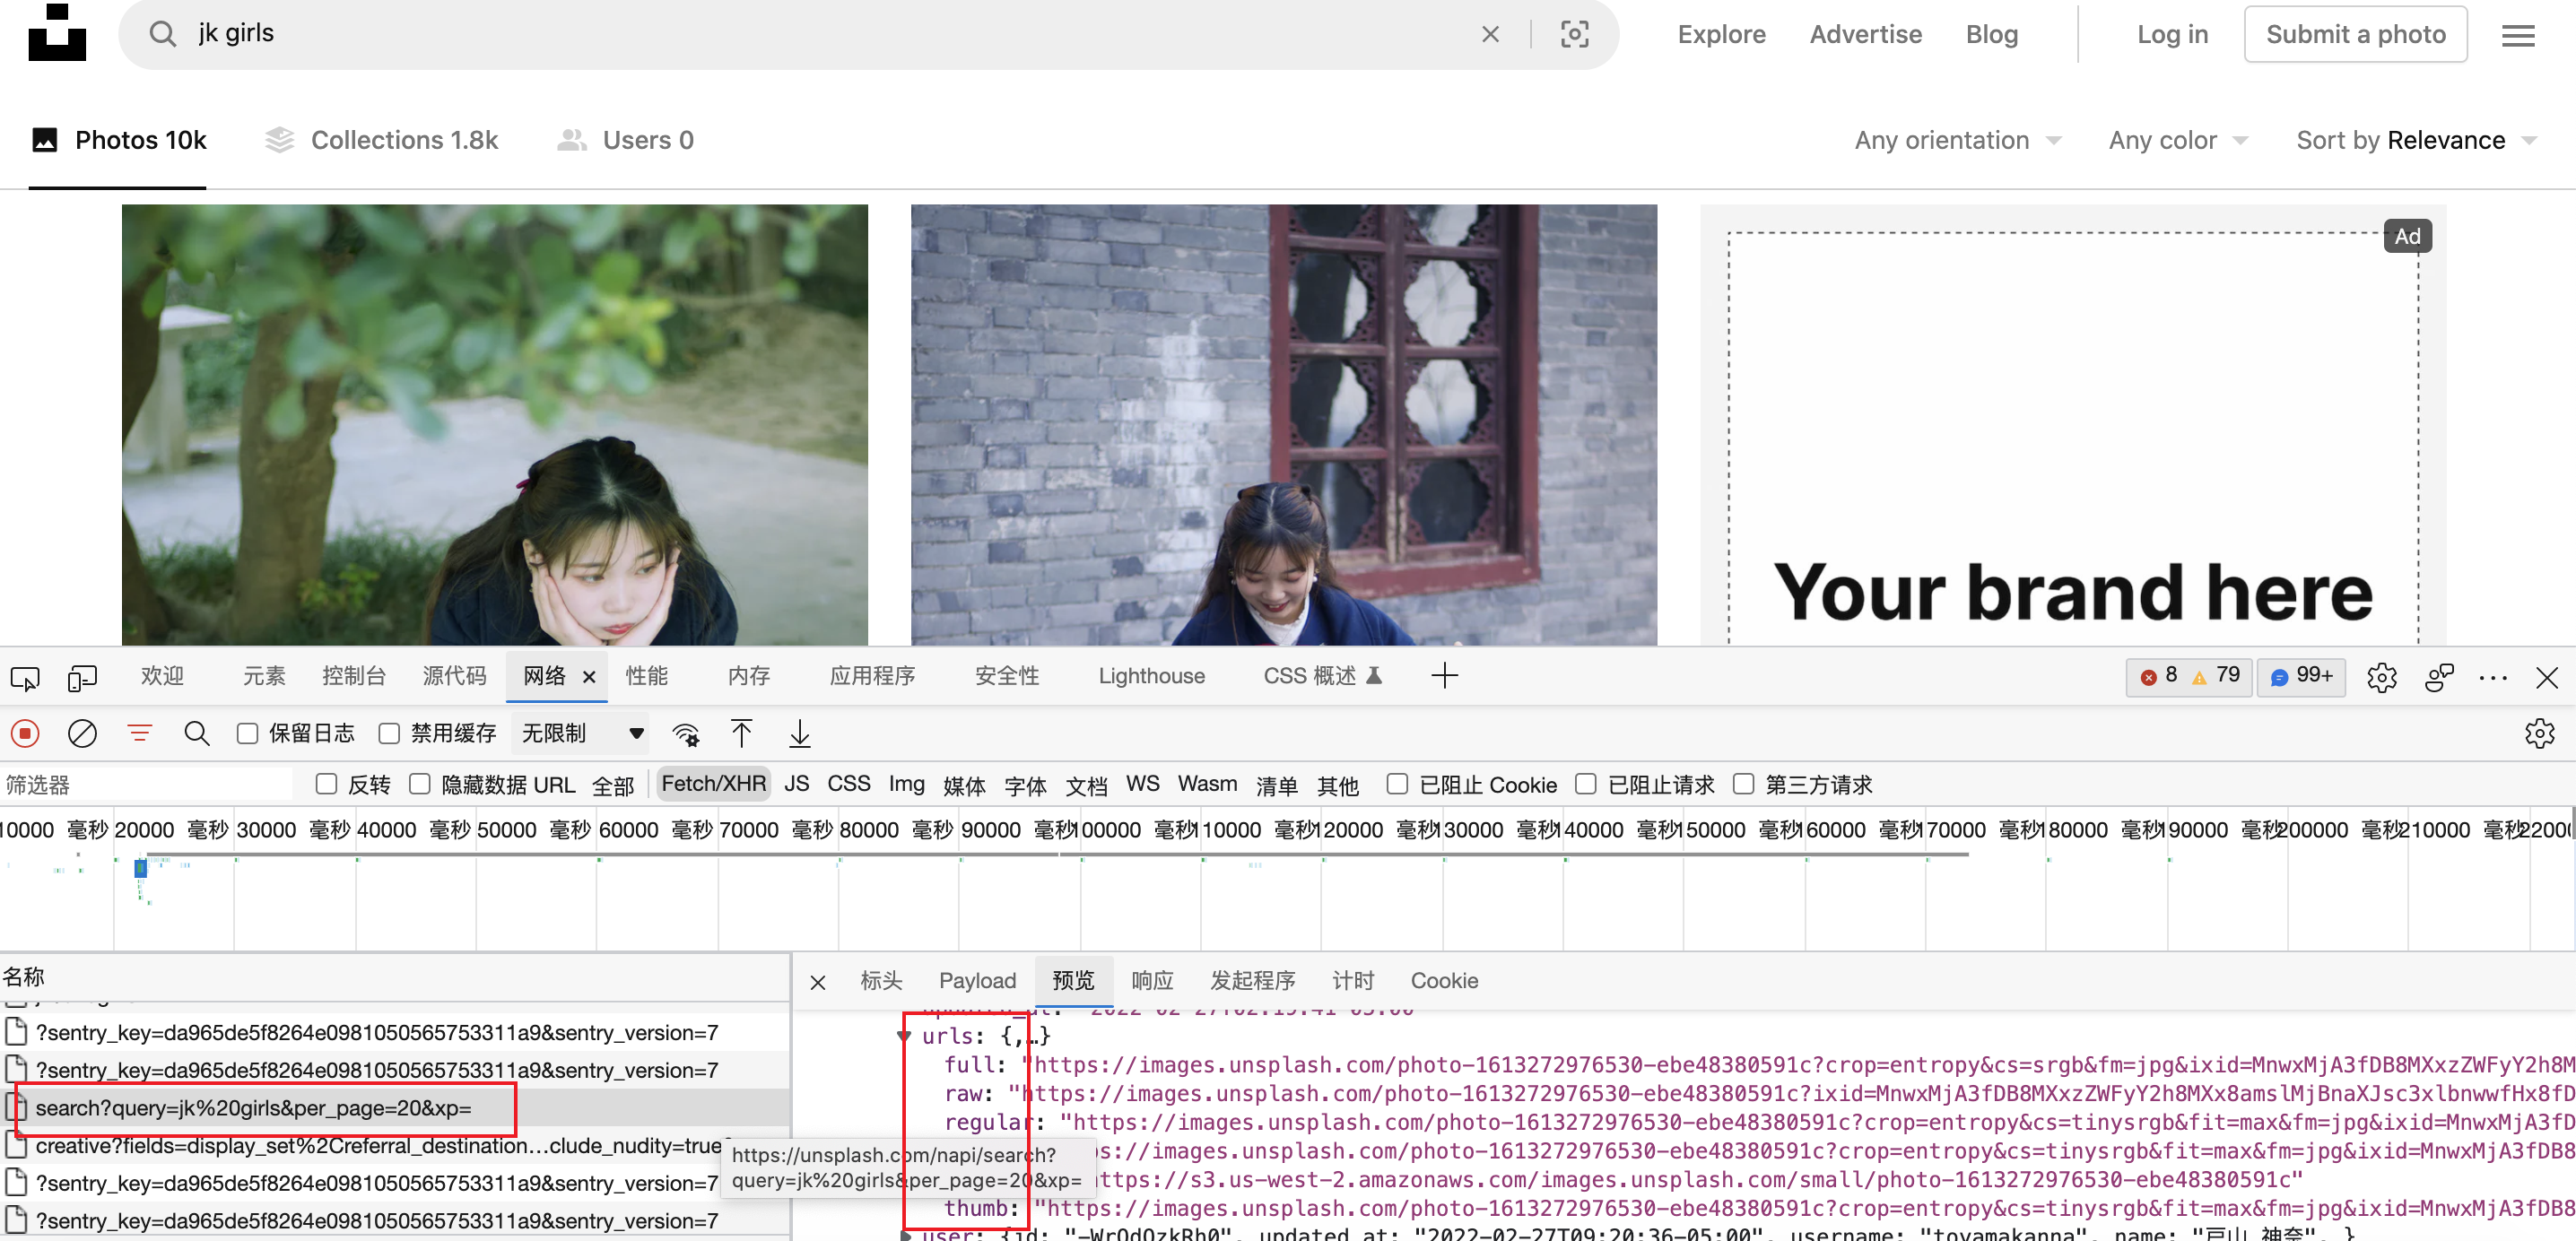 jk girls
Explore Advertise Blog Log in Submit a photo
Photos 10k Collections 1.8k Users 0 Any orientation Any color Sort by Relevance
Ad
Your brand here
欢迎 元素 控制台 源代码 网络 性能 内存 应用程序 安全性 Lighthouse CSS 概述 8 79 99+
保留日志 禁用缓存 无限制
筛选器 反转 隐藏数据 URL 全部 Fetch/XHR JS CSS Img 媒体 字体 文档 WS Wasm 清单 其他 已阻止 Cookie 已阻止请求 第三方请求
10000 毫秒 20000 毫秒 30000 毫秒 40000 毫秒 50000 毫秒 60000 毫秒 70000 毫秒 80000 毫秒 90000 毫秒 100000 毫秒 110000 毫秒 120000 毫秒 130000 毫秒 140000 毫秒 150000 毫秒 160000 毫秒 170000 毫秒 180000 毫秒 190000 毫秒 200000 毫秒 210000 毫秒
名称
?sentry_key=da965de5f8264e0981050565753311a9&sentry_version=7
?sentry_key=da965de5f8264e0981050565753311a9&sentry_version=7
search?query=jk%20girls&per_page=20&xp=
creative?fields=display_set%2Creferral_destination…clude_nudity=true
?sentry_key=da965de5f8264e0981050565753311a9&sentry_version=7
?sentry_key=da965de5f8264e0981050565753311a9&sentry_version=7
https://unsplash.com/napi/search?
query=jk%20girls&per_page=20&xp=
标头 Payload 预览 响应 发起程序 计时 Cookie
urls: {,…}
full: "https://images.unsplash.com/photo-1613272976530-ebe48380591c?crop=entropy&cs=srgb&fm=jpg&ixid=MnwxMjA3fDB8MXxzZWFyY2h8M
raw: "https://images.unsplash.com/photo-1613272976530-ebe48380591c?ixid=MnwxMjA3fDB8MXxzZWFyY2h8MXx8amslMjBnaXJsc3xlbnwwfHx8fD
regular: "https://images.unsplash.com/photo-1613272976530-ebe48380591c?crop=entropy&cs=tinysrgb&fit=max&fm=jpg&ixid=MnwxMjA3fD
ps://images.unsplash.com/photo-1613272976530-ebe48380591c?crop=entropy&cs=tinysrgb&fit=max&fm=jpg&ixid=MnwxMjA3fDB8
ttps://s3.us-west-2.amazonaws.com/images.unsplash.com/small/photo-1613272976530-ebe48380591c"
thumb: "https://images.unsplash.com/photo-1613272976530-ebe48380591c?crop=entropy&cs=tinysrgb&fit=max&fm=jpg&ixid=MnwxMjA3fDB8
user: {id: "-WrOdOzkRh0", updated_at: "2022-02-27T09:20:36-05:00", username: "toyamakanna", name: "戸山 神奈",…}